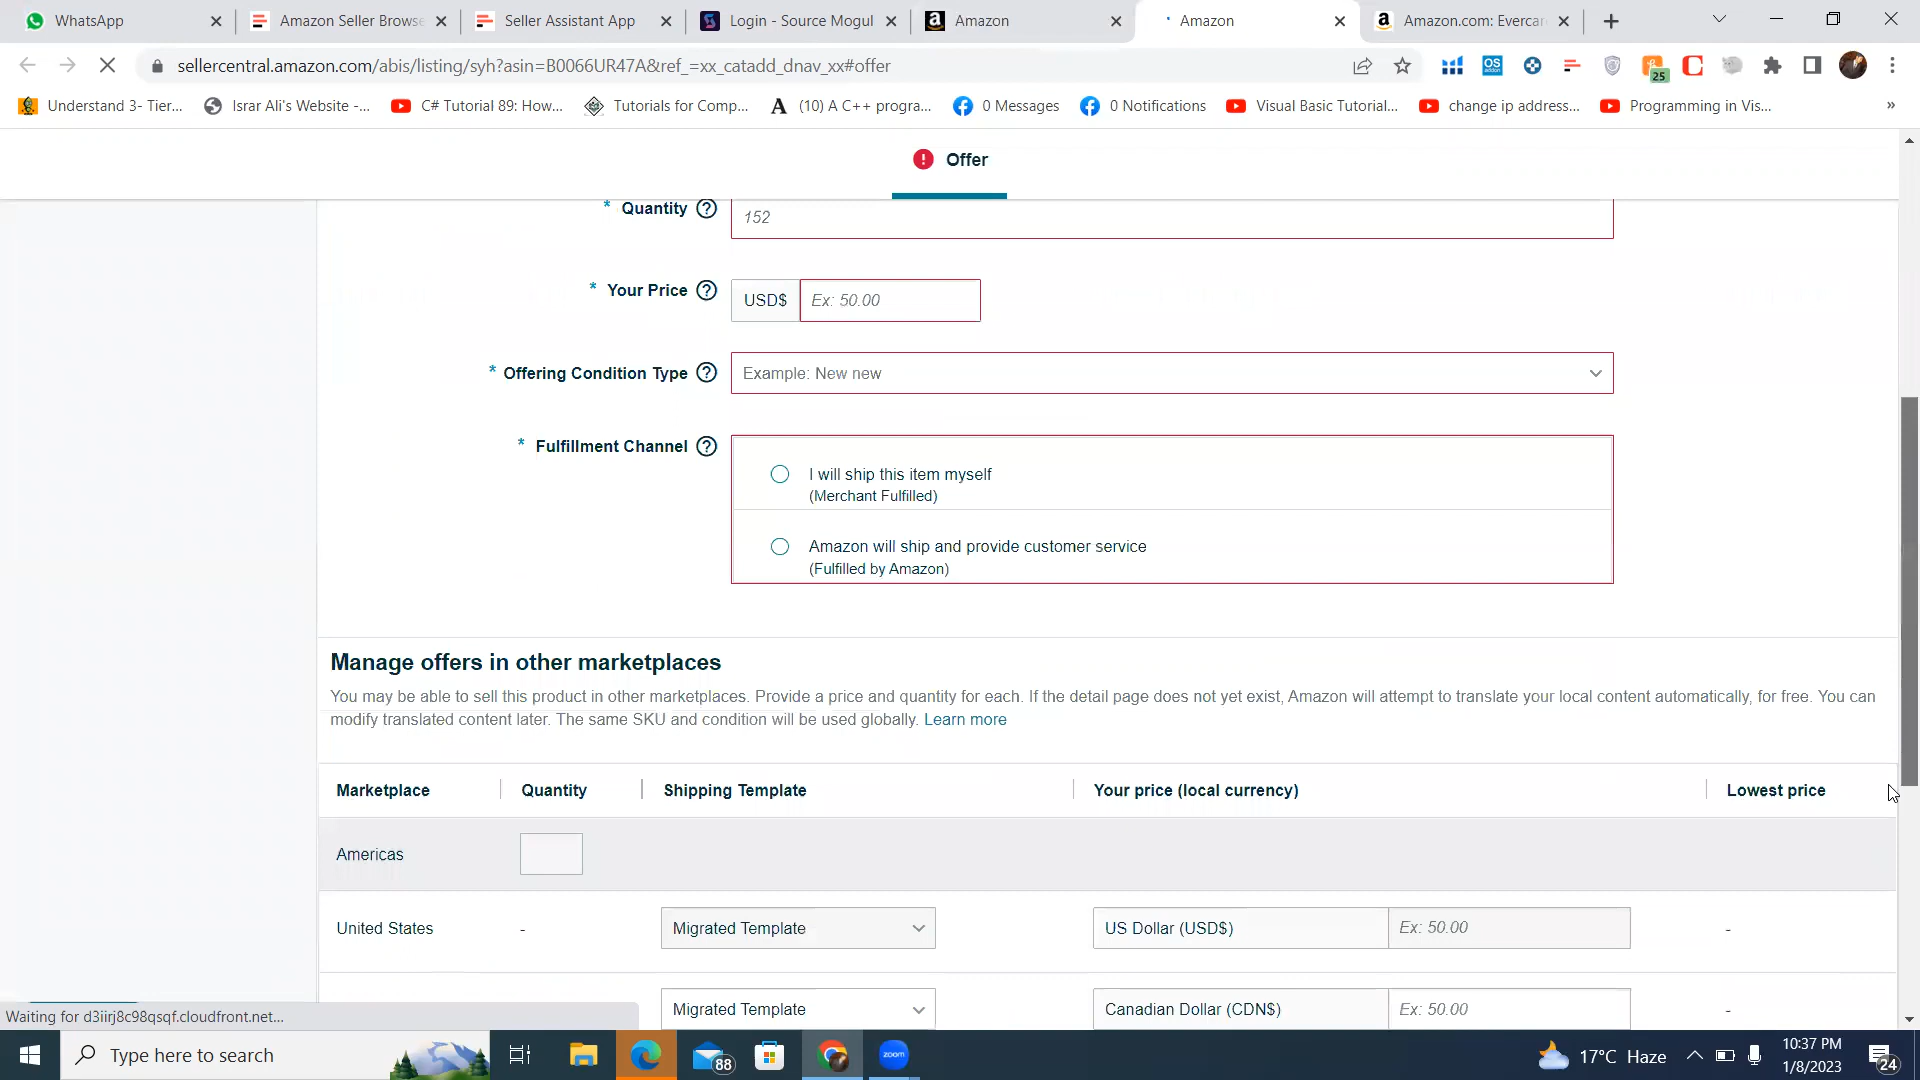 WhatsApp
Amazon Seller Browse
Seller Assistant App
Login - Source Mogul
Amazon
Amazon
Amazon.com: Evercar
sellercentral.amazon.com/abis/listing/syh?asin=B0066UR47A&ref_=xx_catadd_dnav_xx#offer
OS
addon
25
Understand 3- Tier...
Israr Ali's Website -...
C# Tutorial 89: How...
Tutorials for Comp...
(10) A C++ progra...
0 Messages
0 Notifications
Visual Basic Tutorial...
change ip address...
Programming in Vis...
»
Offer
* Quantity
152
* Your Price
USD$
Ex: 50.00
* Offering Condition Type
Example: New new
* Fulfillment Channel
I will ship this item myself
(Merchant Fulfilled)
Amazon will ship and provide customer service
(Fulfilled by Amazon)
Manage offers in other marketplaces
You may be able to sell this product in other marketplaces. Provide a price and quantity for each. If the detail page does not yet exist, Amazon will attempt to translate your local content automatically, for free. You can
modify translated content later. The same SKU and condition will be used globally. Learn more
Marketplace
Quantity
Shipping Template
Your price (local currency)
Lowest price
Americas
United States
-
Migrated Template
US Dollar (USD$)
Ex: 50.00
-
Migrated Template
Canadian Dollar (CDN$)
Ex: 50.00
-
Waiting for d3iirj8c98qsqf.cloudfront.net...
Type here to search
88
zoom
17°C Haze
10:37 PM
1/8/2023
24